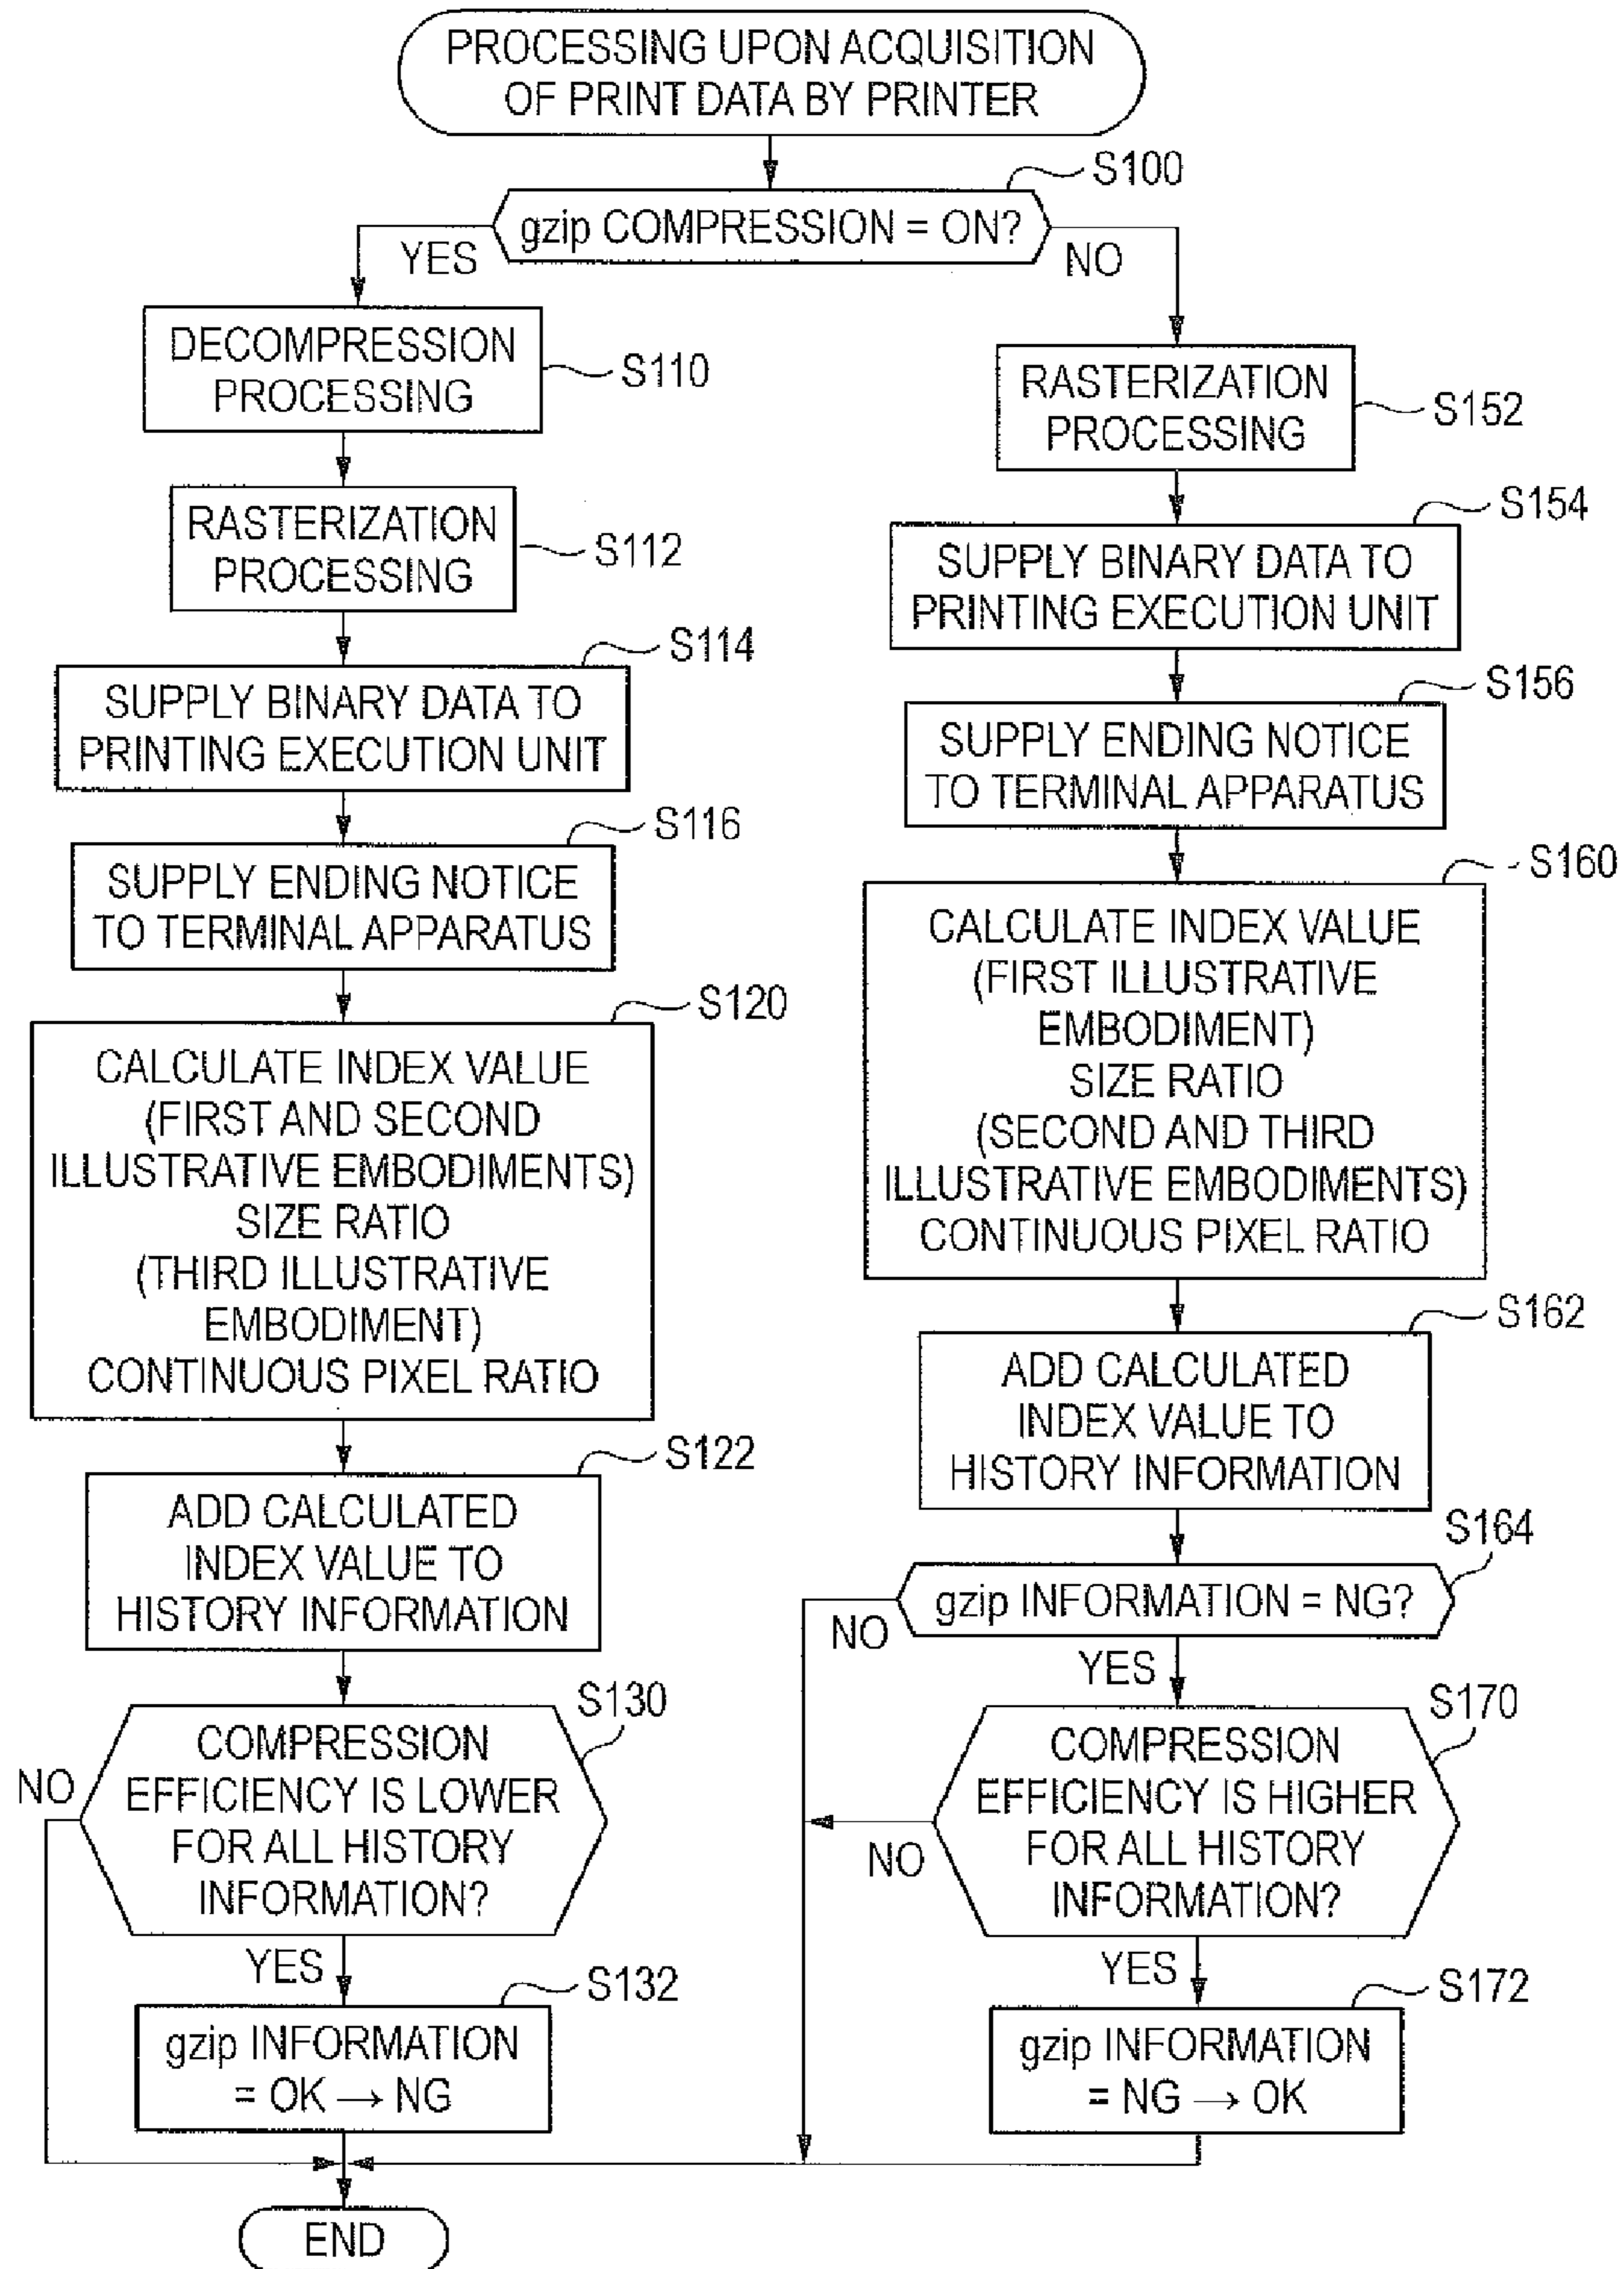 PROCESSING UPON ACQUISITION
OF PRINT DATA BY PRINTER
S100
gzip COMPRESSION = ON?
YES
NO
DECOMPRESSION
PROCESSING
S110
RASTERIZATION
PROCESSING
S112
S114
SUPPLY BINARY DATA TO
PRINTING EXECUTION UNIT
S116
SUPPLY ENDING NOTICE
TO TERMINAL APPARATUS
S120
CALCULATE INDEX VALUE
(FIRST AND SECOND
ILLUSTRATIVE EMBODIMENTS)
SIZE RATIO
(THIRD ILLUSTRATIVE
EMBODIMENT)
CONTINUOUS PIXEL RATIO
S122
ADD CALCULATED
INDEX VALUE TO
HISTORY INFORMATION
S130
COMPRESSION
EFFICIENCY IS LOWER
FOR ALL HISTORY
INFORMATION?
NO
YES
S132
gzip INFORMATION
= OK → NG
RASTERIZATION
PROCESSING
S152
S154
SUPPLY BINARY DATA TO
PRINTING EXECUTION UNIT
S156
SUPPLY ENDING NOTICE
TO TERMINAL APPARATUS
S160
CALCULATE INDEX VALUE
(FIRST ILLUSTRATIVE
EMBODIMENT)
SIZE RATIO
(SECOND AND THIRD
ILLUSTRATIVE EMBODIMENTS)
CONTINUOUS PIXEL RATIO
S162
ADD CALCULATED
INDEX VALUE TO
HISTORY INFORMATION
S164
gzip INFORMATION = NG?
NO
YES
S170
COMPRESSION
EFFICIENCY IS HIGHER
FOR ALL HISTORY
INFORMATION?
NO
YES
S172
gzip INFORMATION
= NG → OK
END